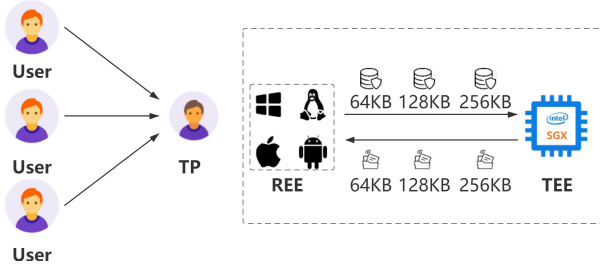 User
User
User
TP
64KB 128KB 256KB
intel
SGX
64KB 128KB 256KB
REE
TEE